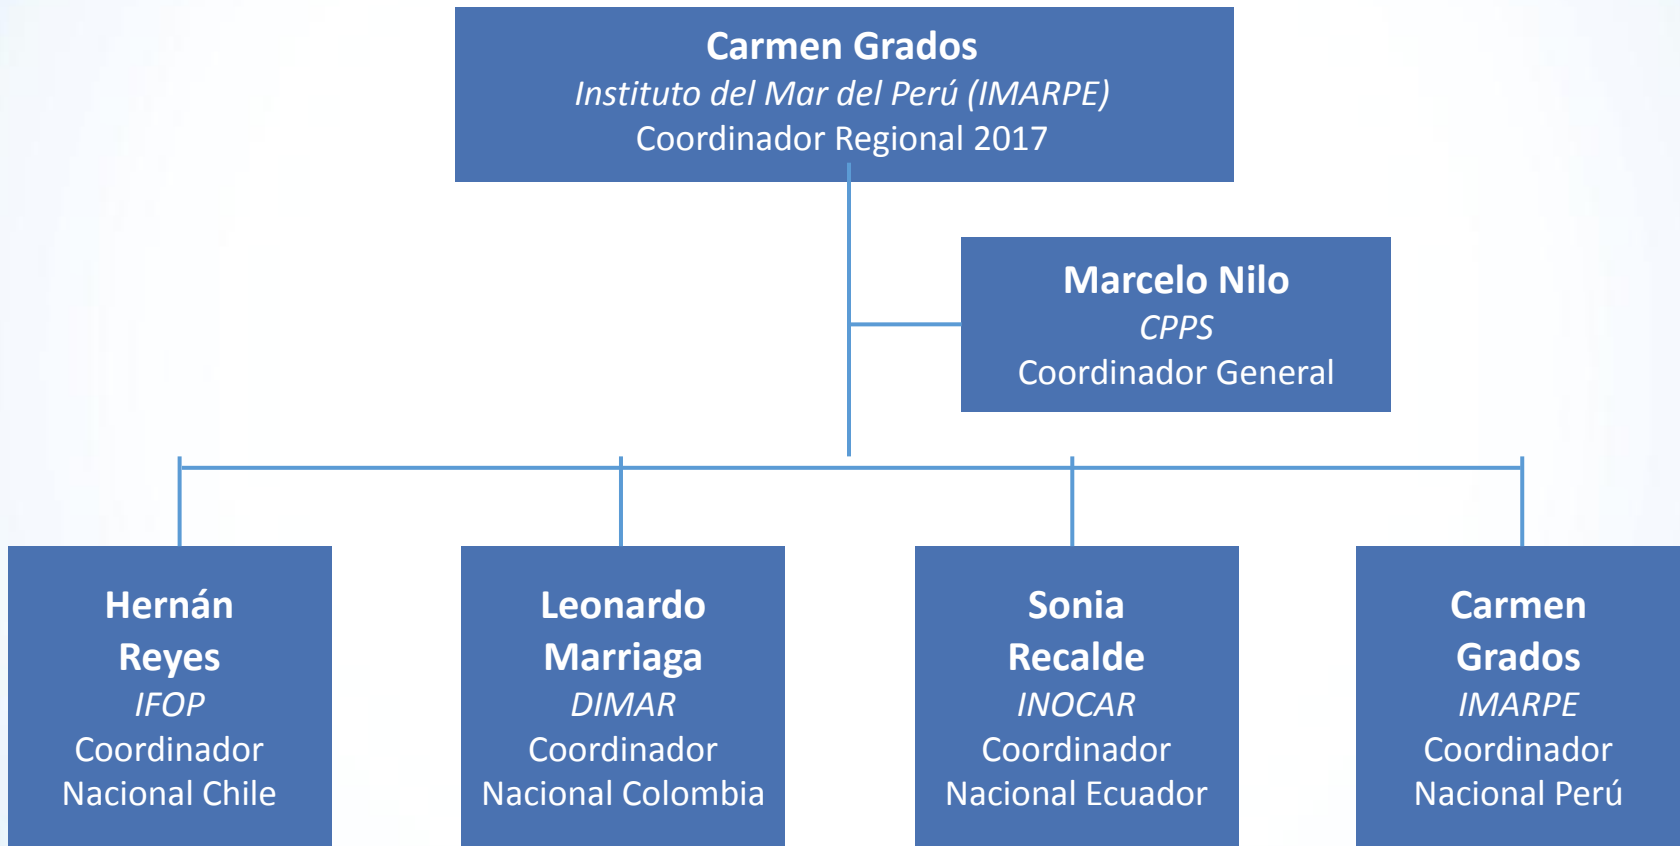 Carmen Grados
Instituto del Mar del Perú (IMARPE)
Coordinador Regional 2017
Marcelo Nilo
CPPS
Coordinador General
Hernán
Reyes
IFOP
Coordinador
Nacional Chile
Leonardo
Marriaga
DIMAR
Coordinador
Nacional Colombia
Sonia
Recalde
INOCAR
Coordinador
Nacional Ecuador
Carmen
Grados
IMARPE
Coordinador
Nacional Perú